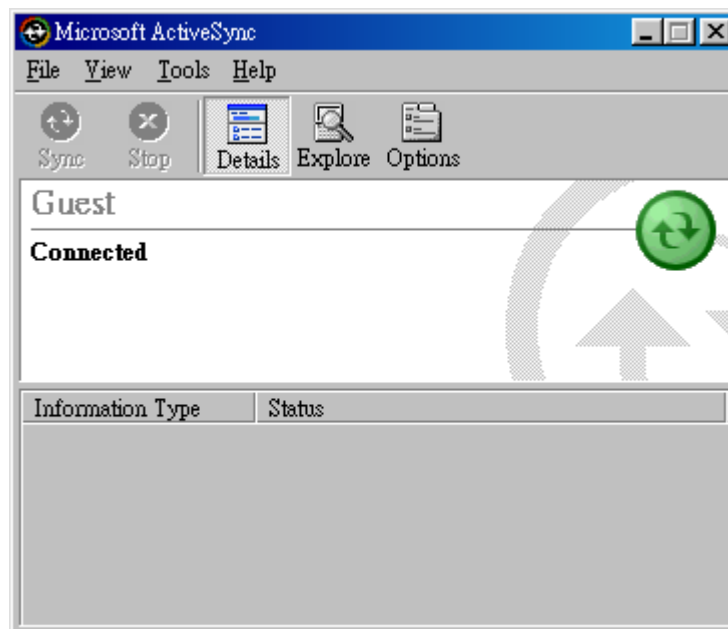 Microsoft ActiveSync
File View Tools Help
Sync Stop Details Explore Options
Guest
Connected
Information Type Status